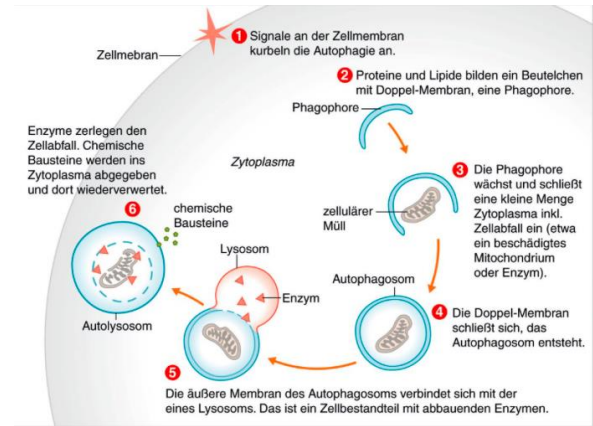 1 Signale an der Zellmembran
kurbeln die Autophagie an.
Zellmebran
2 Proteine und Lipide bilden ein Beutelchen
mit Doppel-Membran, eine Phagophore.
Phagophore
3 Die Phagophore
wächst und schließt
eine kleine Menge
Zytoplasma inkl.
Zellabfall ein (etwa
ein beschädigtes
Mitochondrium
oder Enzym).
zellulärer
Müll
Zytoplasma
Autophagosom
4 Die Doppel-Membran
schließt sich, das
Autophagosom entsteht.
Lysosom
Enzym
5
Die äußere Membran des Autophagosoms verbindet sich mit der
eines Lysosoms. Das ist ein Zellbestandteil mit abbauenden Enzymen.
Enzyme zerlegen den
Zellabfall. Chemische
Bausteine werden ins
Zytoplasma abgegeben
und dort wiederverwertet.
6
chemische
Bausteine
Autolysosom